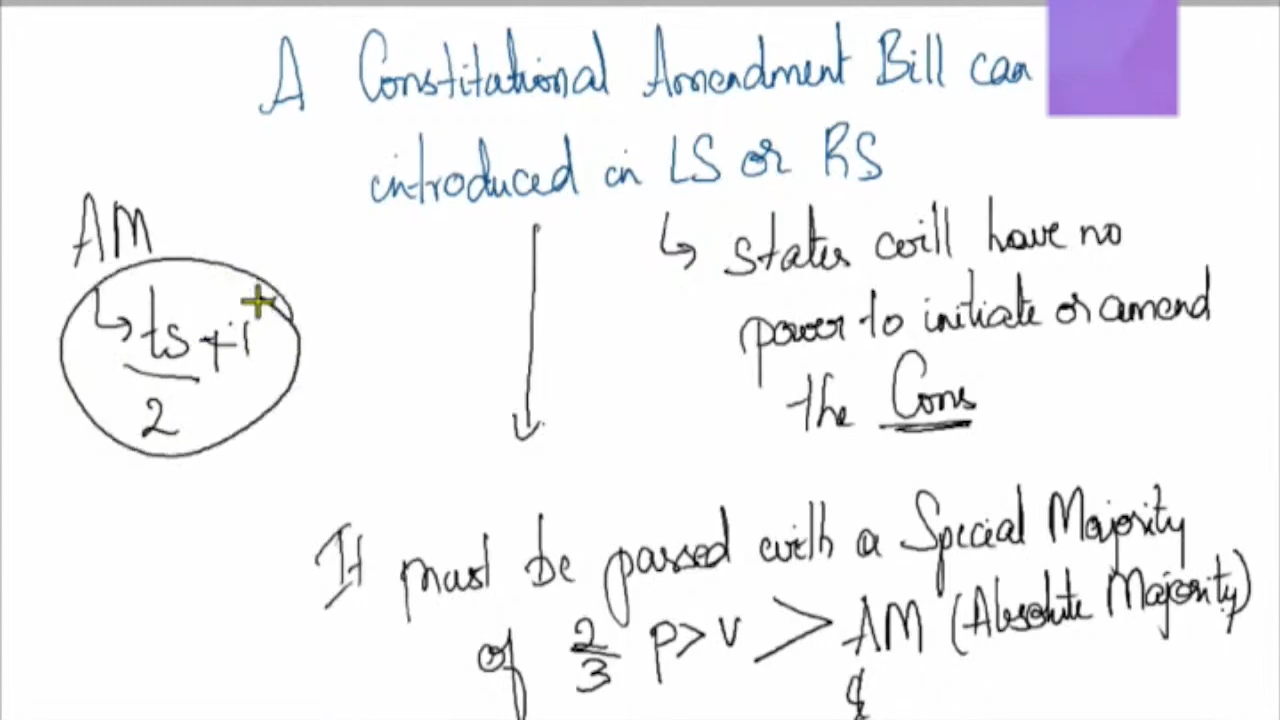 A Constitutional Amendment Bill can
introduced in LS or RS
AM
↳ ts + 1
2
↳ states will have no
power to initiate or amend
the Cons
It must be passed with a Special Majority
of 2/3 p > v > AM (Absolute Majority)
&